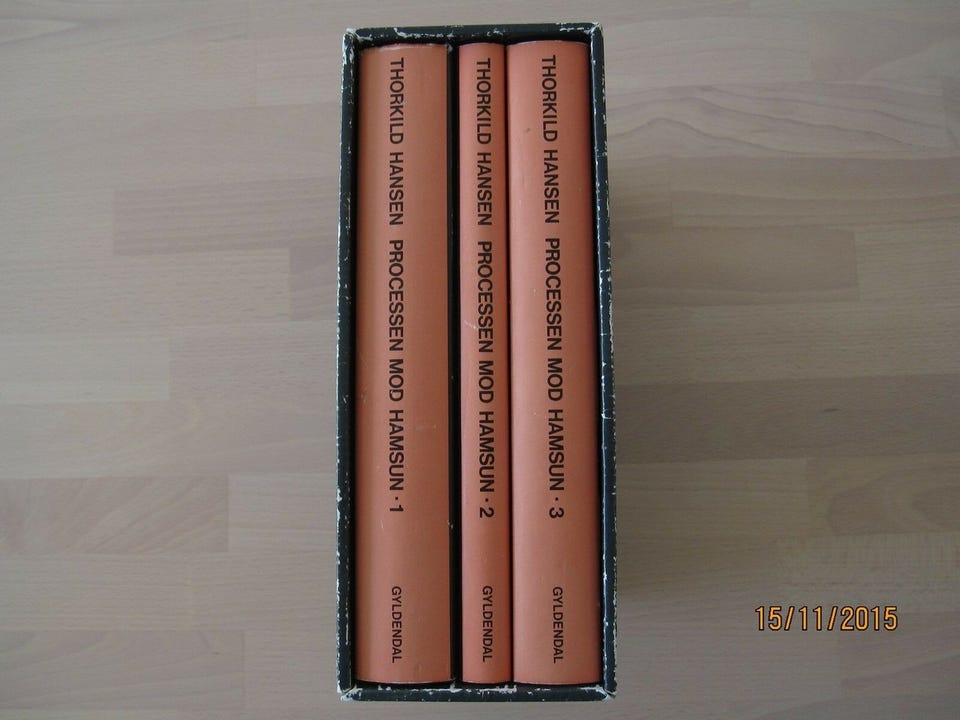 THORKILD HANSEN PROCESSEN MOD HAMSUN · 1 GYLDENDAL
THORKILD HANSEN PROCESSEN MOD HAMSUN · 2 GYLDENDAL
THORKILD HANSEN PROCESSEN MOD HAMSUN · 3 GYLDENDAL
15/11/2015